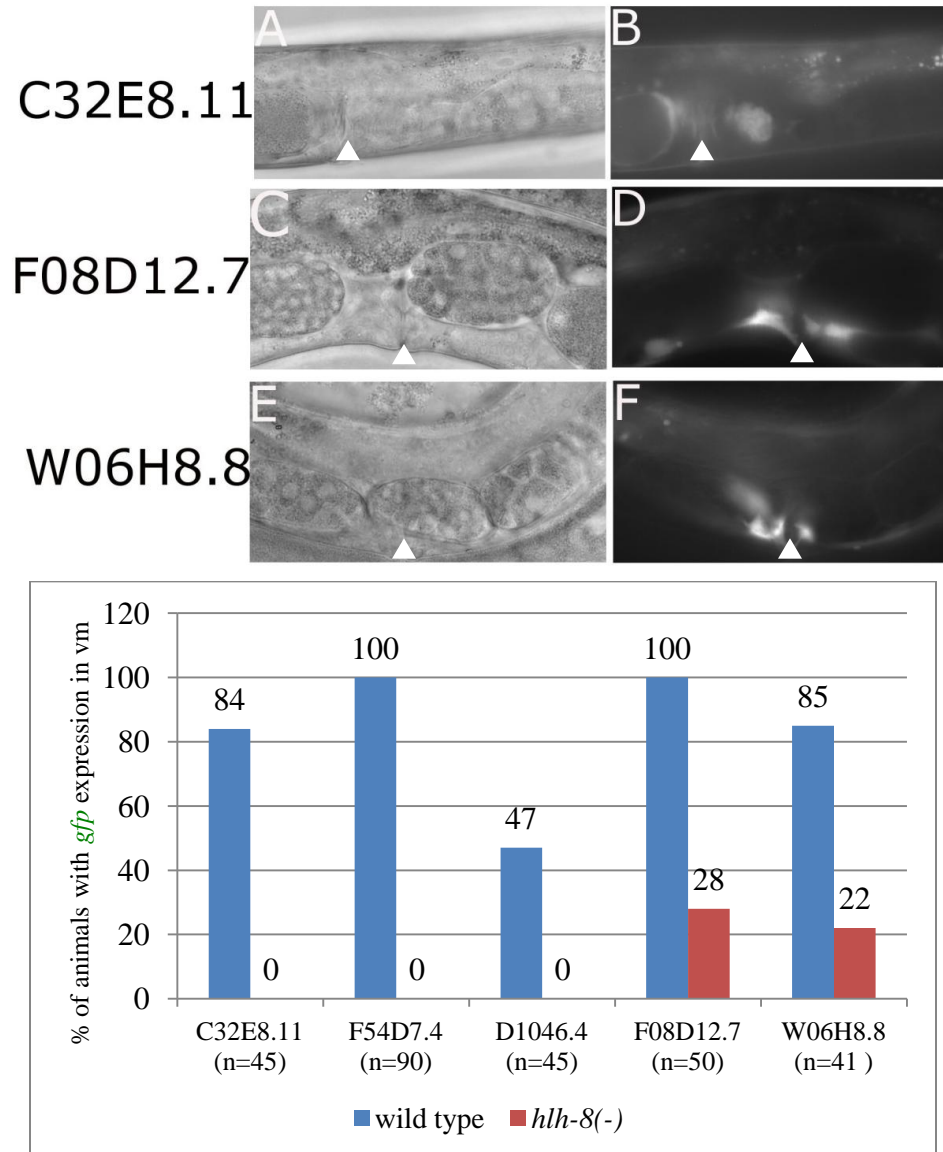 A
B
C32E8.11
C
D
F08D12.7
E
F
W06H8.8
% of animals with gfp expression in vm
120
100
80
60
40
20
0
84
0
100
0
47
0
100
28
85
22
C32E8.11
(n=45)
F54D7.4
(n=90)
D1046.4
(n=45)
F08D12.7
(n=50)
W06H8.8
(n=41 )
wild type
hlh-8(-)